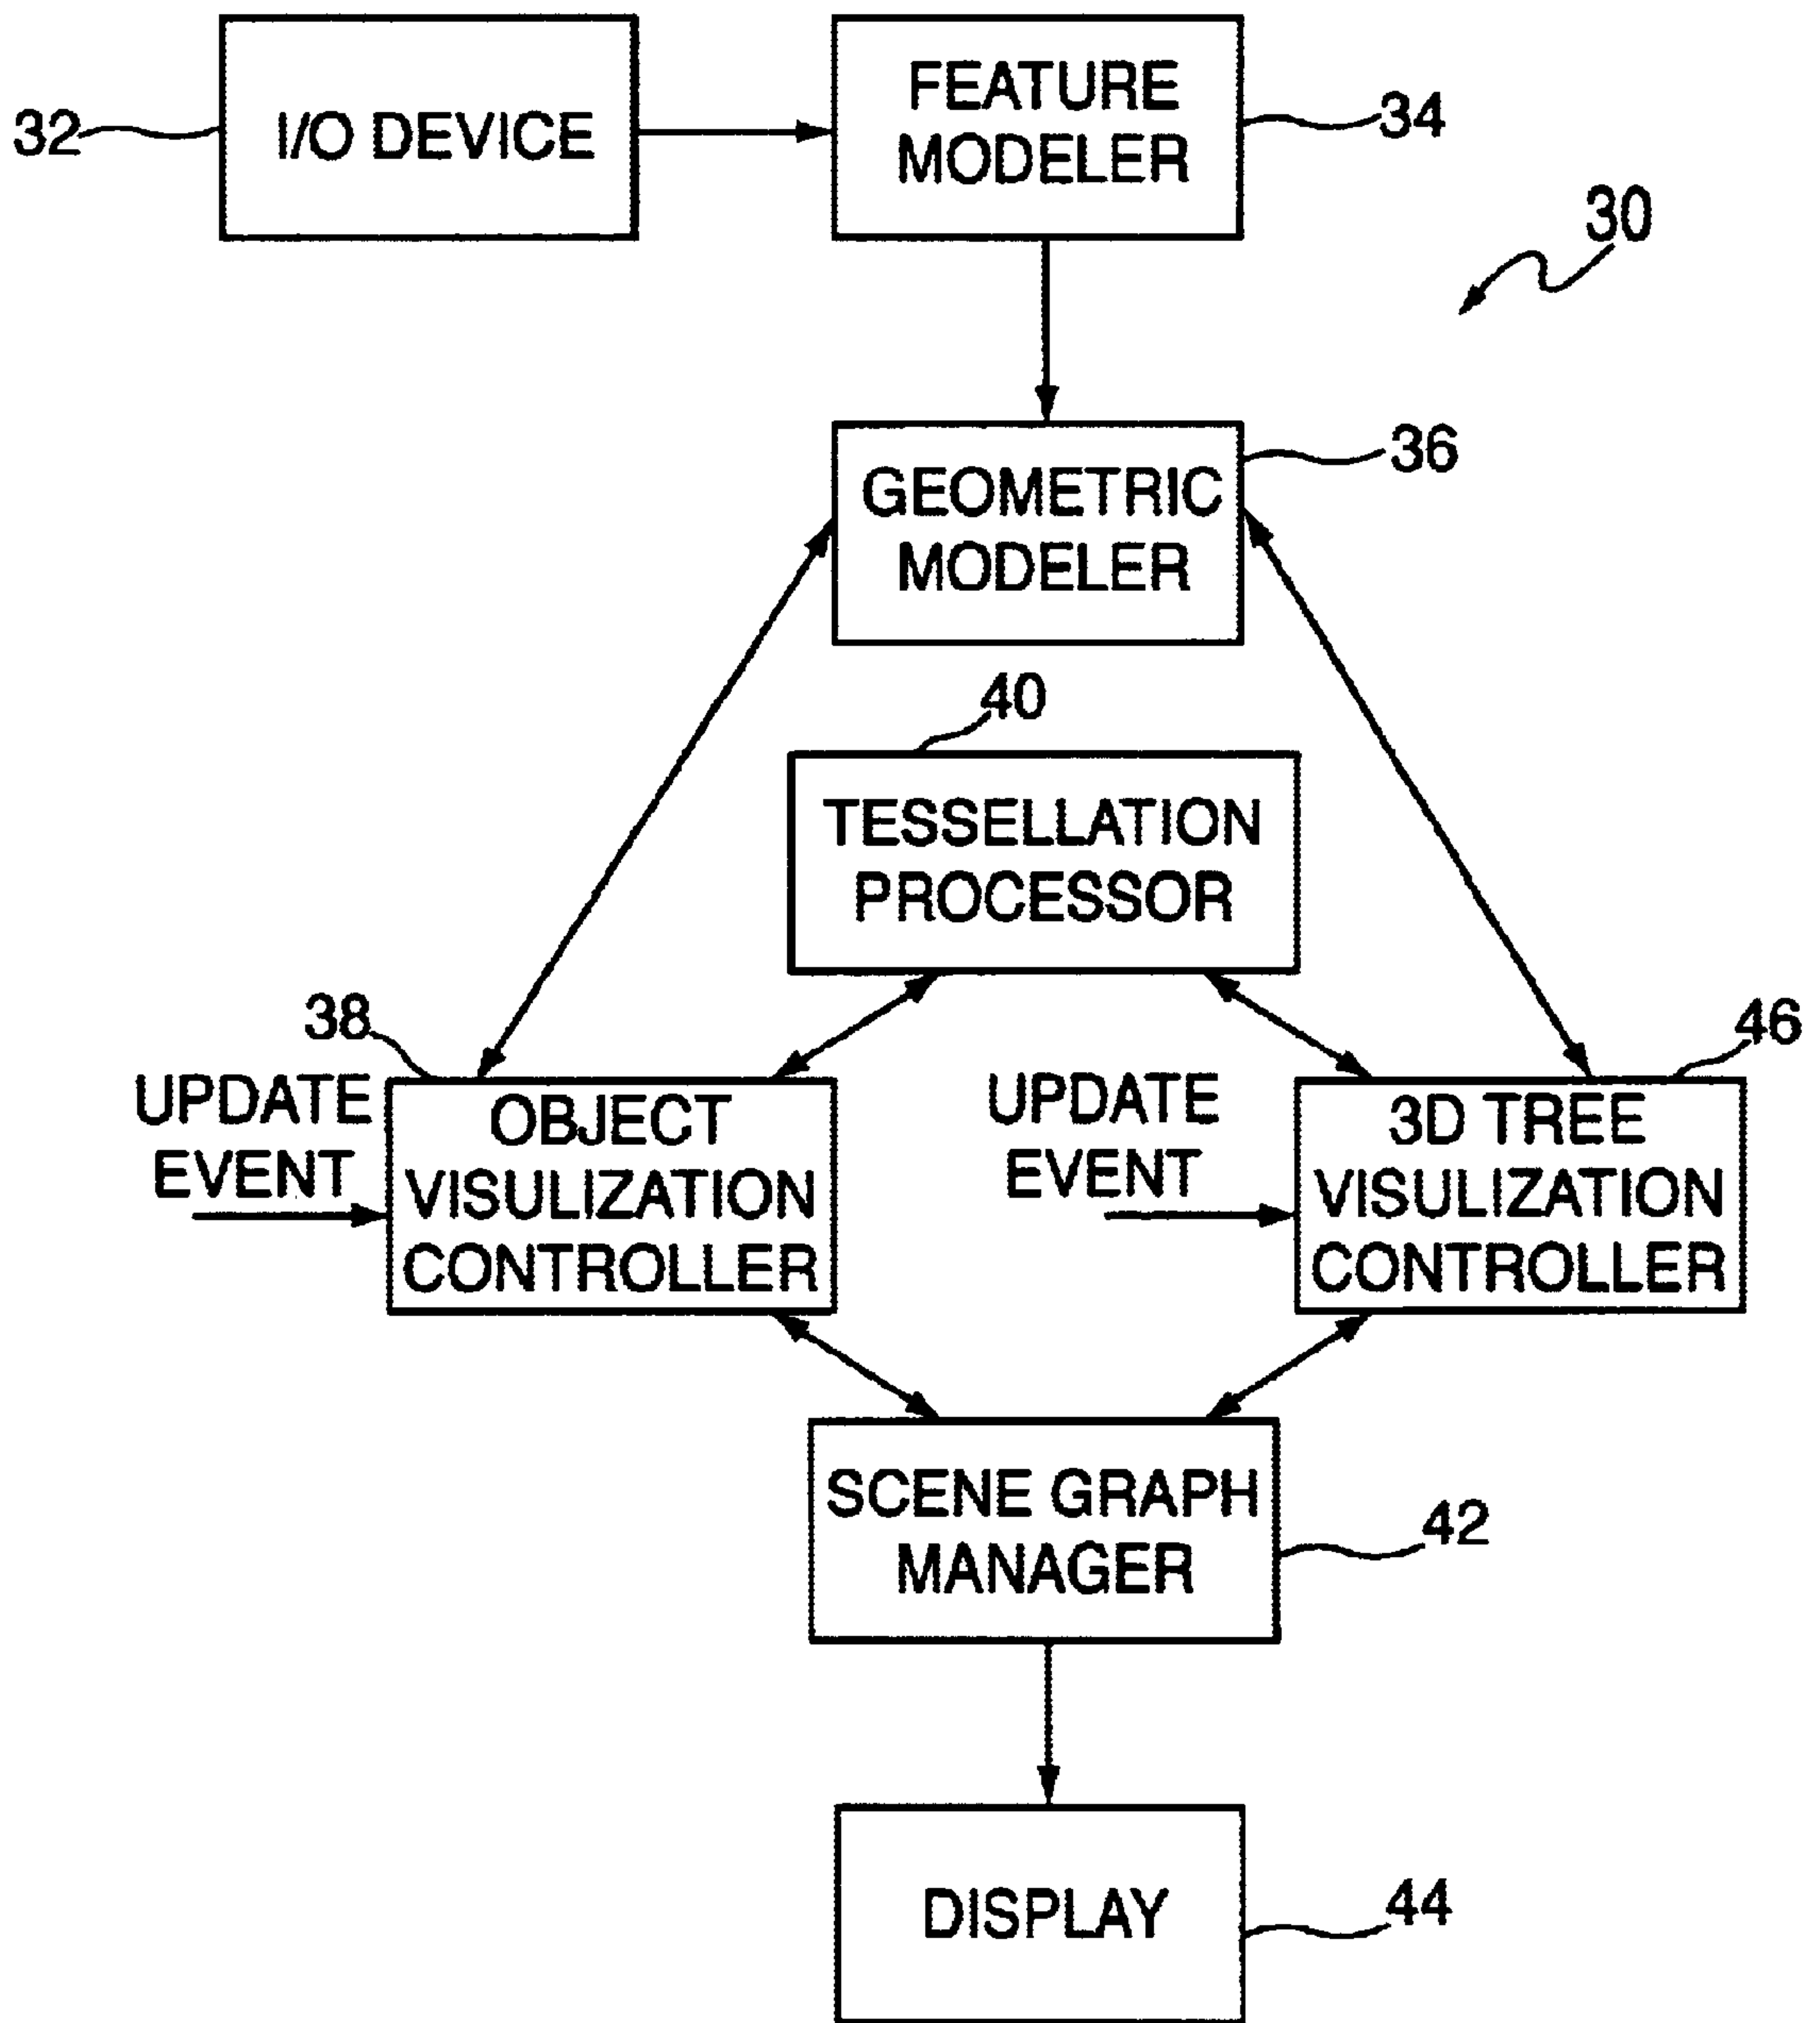 32
I/O DEVICE
FEATURE
MODELER
34
30
GEOMETRIC
MODELER
36
40
TESSELLATION
PROCESSOR
38
46
UPDATE
EVENT
OBJECT
VISULIZATION
CONTROLLER
UPDATE
EVENT
3D TREE
VISULIZATION
CONTROLLER
SCENE GRAPH
MANAGER
42
DISPLAY
44